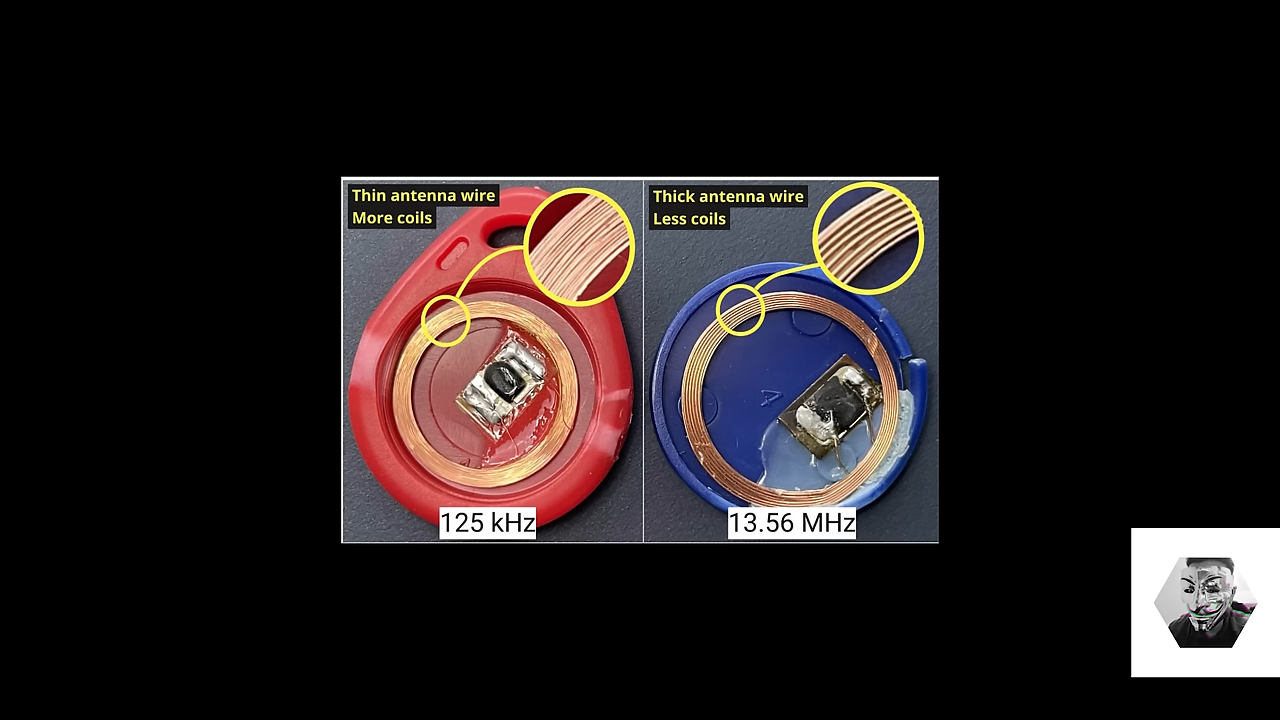 Thin antenna wire
More coils
Thick antenna wire
Less coils
125 kHz
13.56 MHz